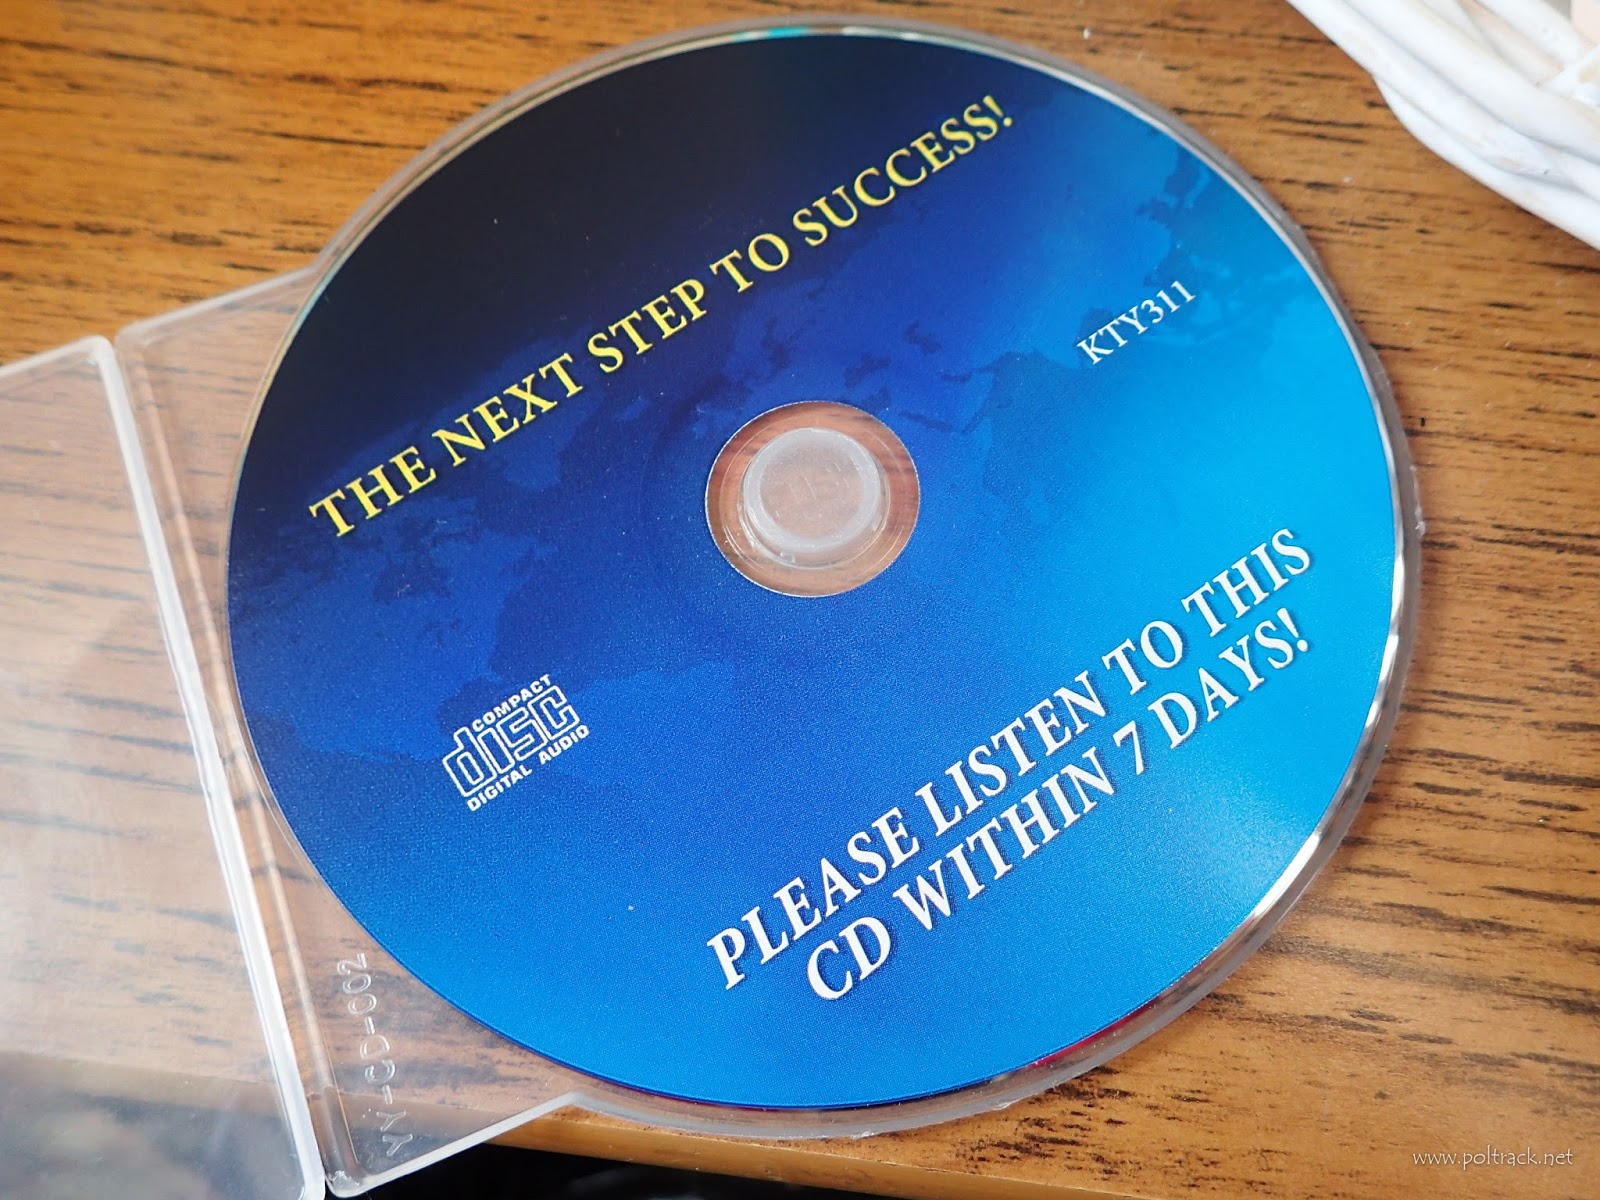 THE NEXT STEP TO SUCCESS!
KTY311
COMPACT
disc
DIGITAL AUDIO
PLEASE LISTEN TO THIS
CD WITHIN 7 DAYS!
YY-CD-002
www.poltrack.net